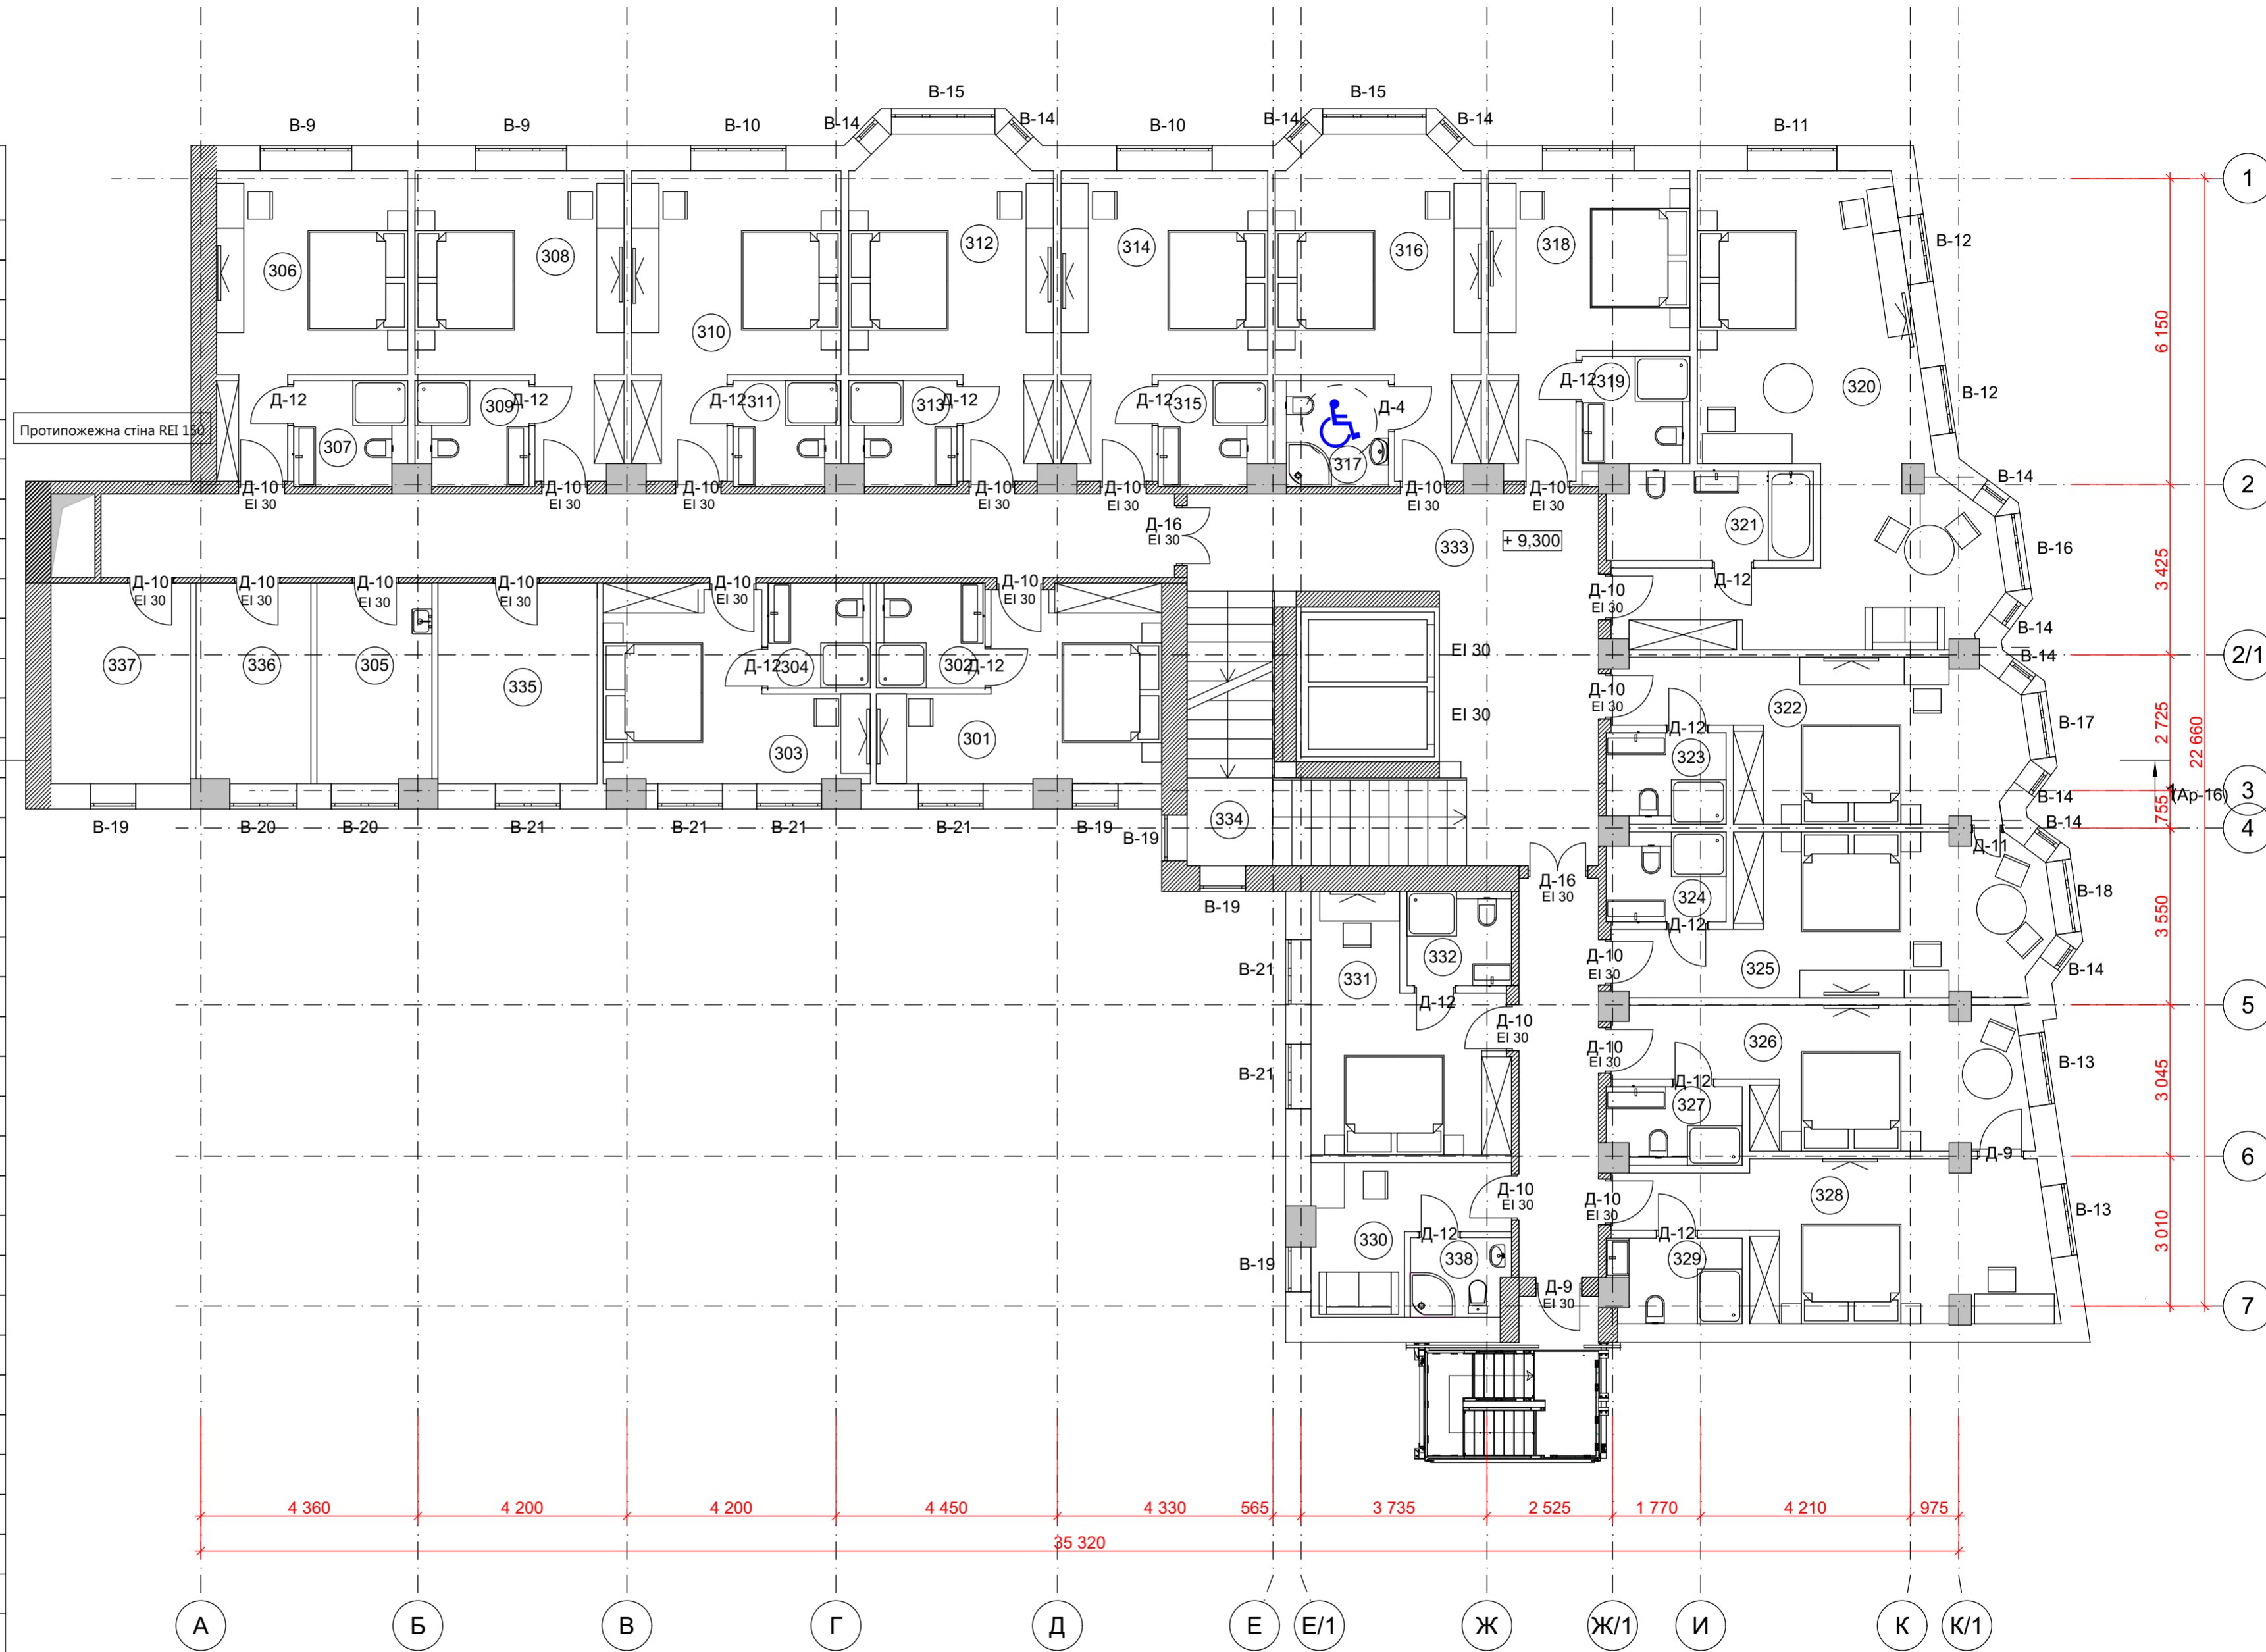 В-15
В-15
В-9
В-9
В-10
В-14
В-14
В-10
В-14
В-14
В-11
1
306
308
310
312
314
316
318
320
В-12
В-12
6 150
Д-12
307
309
Д-12
Д-12
311
313
Д-12
Д-12
315
Д-4
317
Д-12
319
Протипожежна стіна REI 150
Д-10
EI 30
Д-10
EI 30
Д-10
EI 30
Д-10
EI 30
Д-10
EI 30
Д-10
EI 30
Д-10
EI 30
В-14
2
Д-16
EI 30
333
+ 9,300
321
Д-12
В-16
3 425
Д-10
EI 30
Д-10
EI 30
Д-10
EI 30
Д-10
EI 30
Д-10
EI 30
Д-10
EI 30
Д-10
EI 30
В-14
337
336
305
335
Д-12
304
302
Д-12
303
301
EI 30
EI 30
В-14
2/1
Д-10
EI 30
322
Д-12
323
В-17
2 725
22 660
3
1(Ар-16)
В-14
755
В-14
4
В-19
В-20
В-20
В-21
В-21
В-21
В-21
В-19
В-19
334
В-19
Д-16
EI 30
Д-11
324
Д-12
В-18
3 550
Д-10
EI 30
325
В-14
В-21
331
332
Д-12
5
Д-10
EI 30
Д-10
EI 30
326
Д-12
327
В-13
3 045
В-21
6
Д-9
Д-10
EI 30
Д-10
EI 30
328
В-13
3 010
330
Д-12
338
Д-12
329
В-19
Д-9
EI 30
7
4 360
4 200
4 200
4 450
4 330
565
3 735
2 525
1 770
4 210
975
35 320
А
Б
В
Г
Д
Е
Е/1
Ж
Ж/1
И
К
К/1